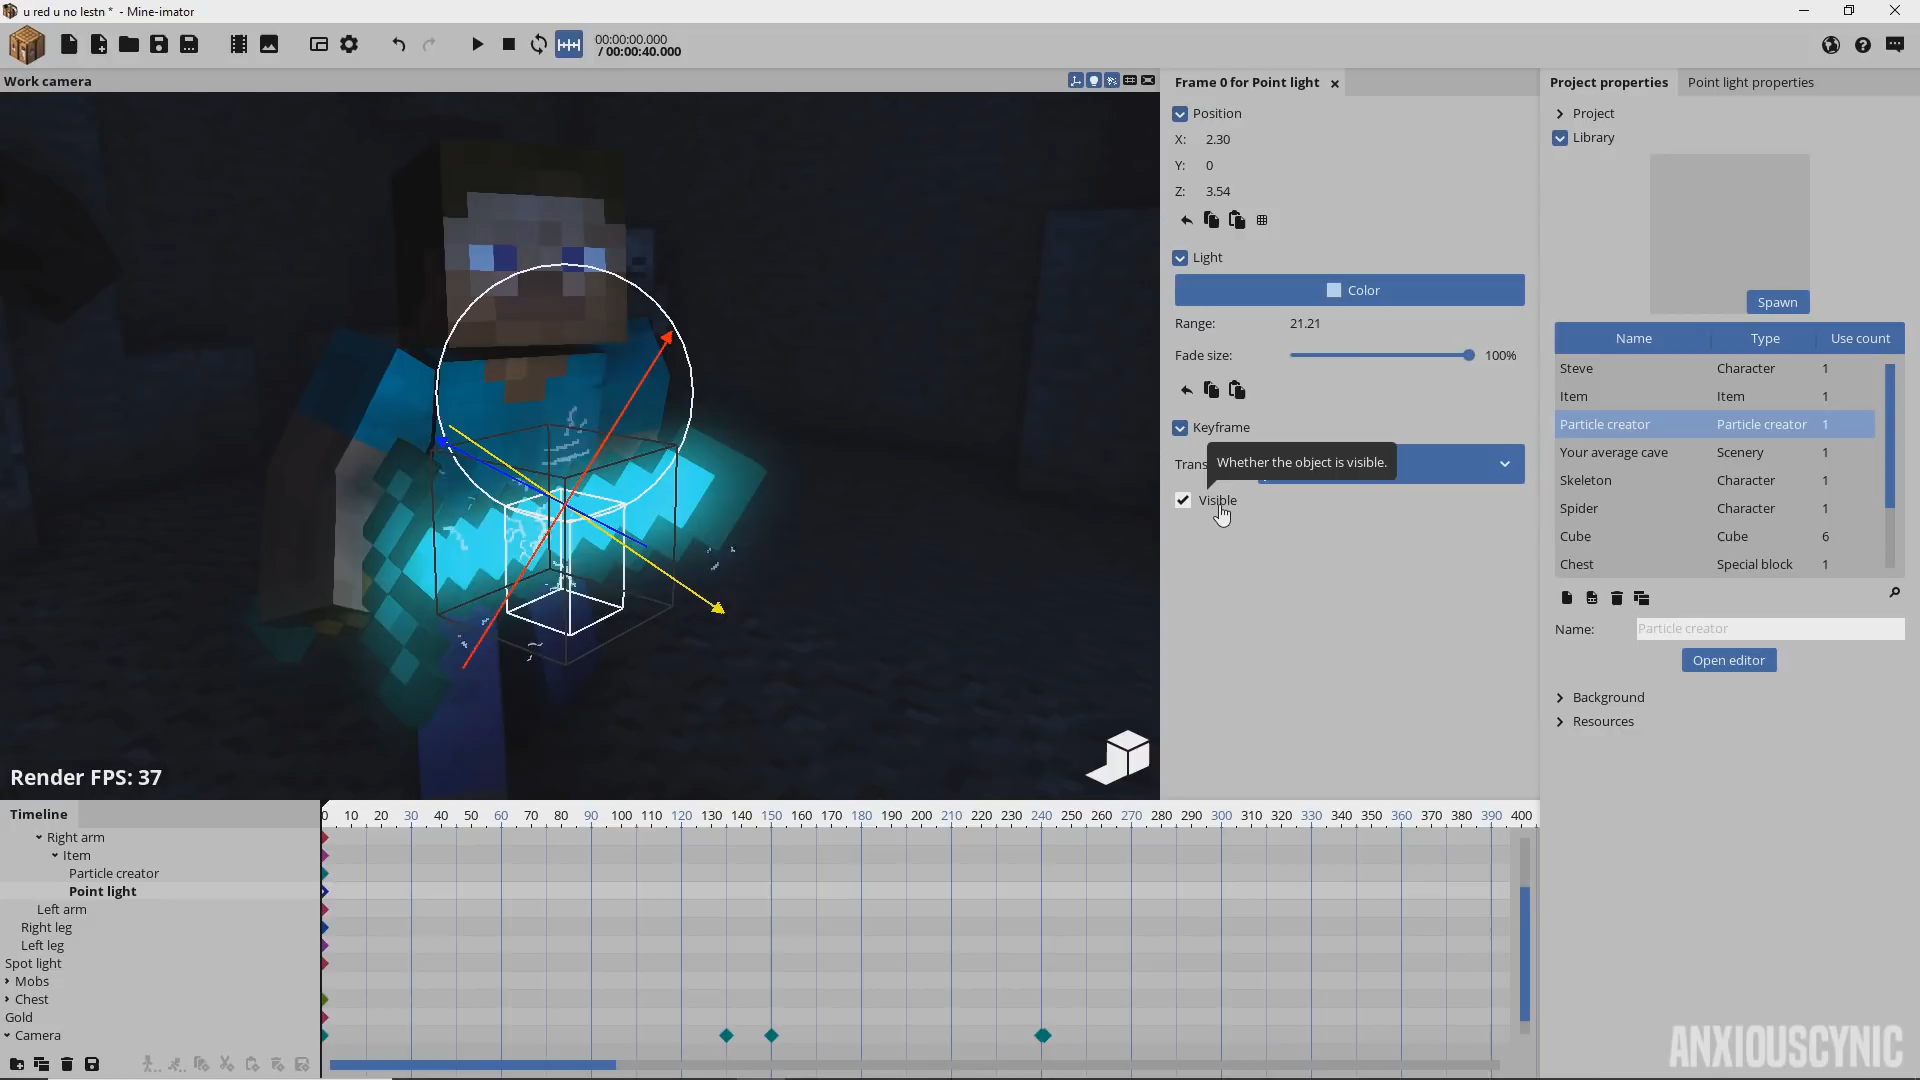 u red u no lestn * - Mine-imator
00:00:00.000
/ 00:00:40.000
Work camera
Render FPS: 37
Frame 0 for Point light
Position
X: 2.30
Y: 0
Z: 3.54
Light
Color
Range: 21.21
Fade size: 100%
Keyframe
Trans
Whether the object is visible.
Visible
Project properties Point light properties
Project
Library
Spawn
Name Type Use count
Steve Character 1
Item Item 1
Particle creator Particle creator 1
Your average cave Scenery 1
Skeleton Character 1
Spider Character 1
Cube Cube 6
Chest Special block 1
Name: Particle creator
Open editor
Background
Resources
Timeline
0 10 20 30 40 50 60 70 80 90 100 110 120 130 140 150 160 170 180 190 200 210 220 230 240 250 260 270 280 290 300 310 320 330 340 350 360 370 380 390 400
Right arm
Item
Particle creator
Point light
Left arm
Right leg
Left leg
Spot light
Mobs
Chest
Gold
Camera
ANXIOUSCYNIC